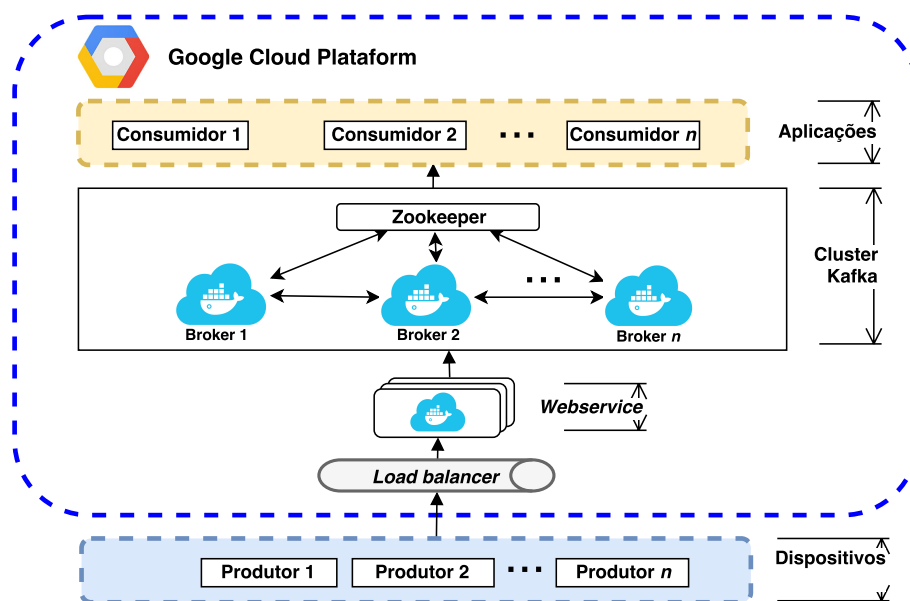 Google Cloud Plataform
Consumidor 1
Consumidor 2
...
Consumidor n
Aplicações
Zookeeper
...
Broker 1
Broker 2
Broker n
Cluster
Kafka
Webservice
Load balancer
Produtor 1
Produtor 2
...
Produtor n
Dispositivos